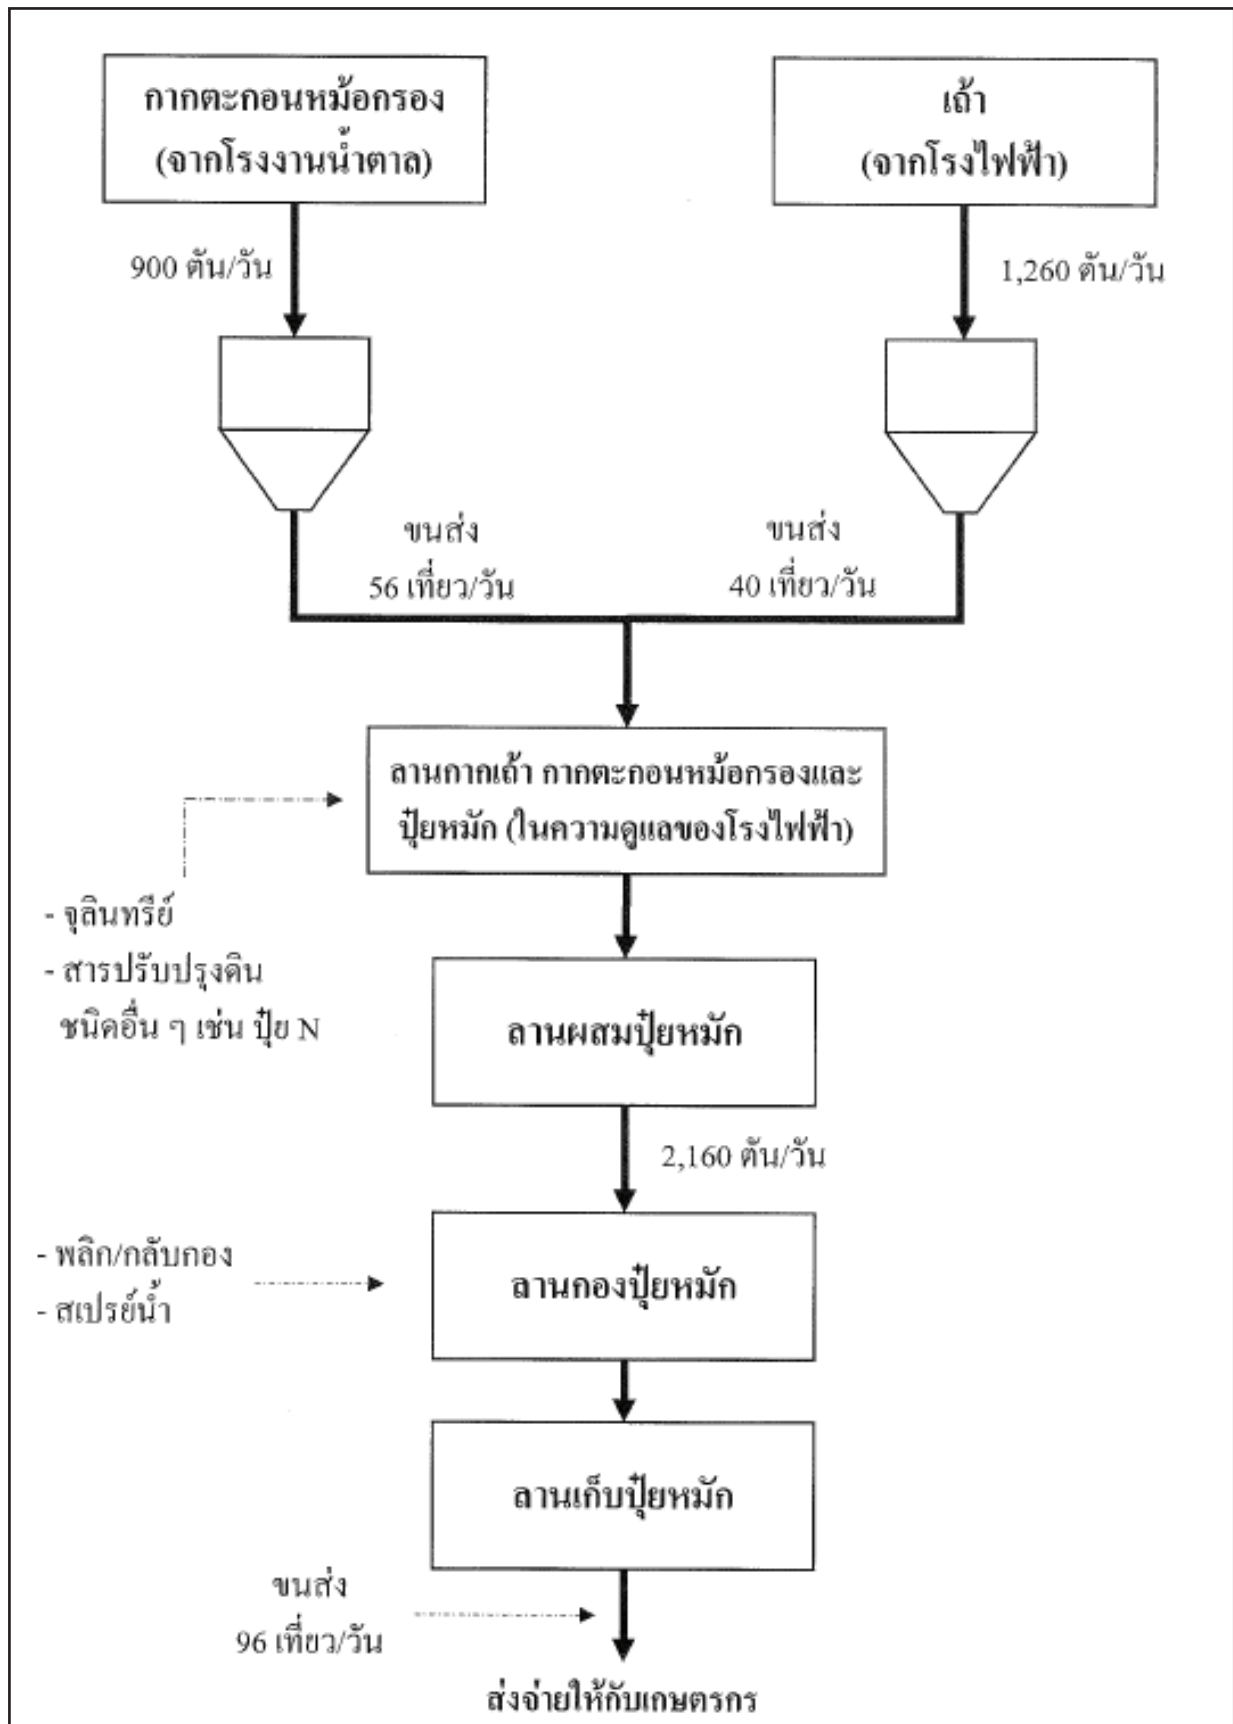 กากตะกอนหม้อกรอง
(จากโรงงานน้ำตาล)
เถ้า
(จากโรงไฟฟ้า)
900 ตัน/วัน
1,260 ตัน/วัน
ขนส่ง
56 เที่ยว/วัน
ขนส่ง
40 เที่ยว/วัน
ลานกากเถ้า กากตะกอนหม้อกรองและ
ปุ๋ยหมัก (ในความดูแลของโรงไฟฟ้า)
- จุลินทรีย์
- สารปรับปรุงดิน
ชนิดอื่น ๆ เช่น ปุ๋ย N
ลานผสมปุ๋ยหมัก
2,160 ตัน/วัน
- พลิก/กลับกอง
- สเปรย์น้ำ
ลานกองปุ๋ยหมัก
ลานเก็บปุ๋ยหมัก
ขนส่ง
96 เที่ยว/วัน
ส่งจ่ายให้กับเกษตรกร